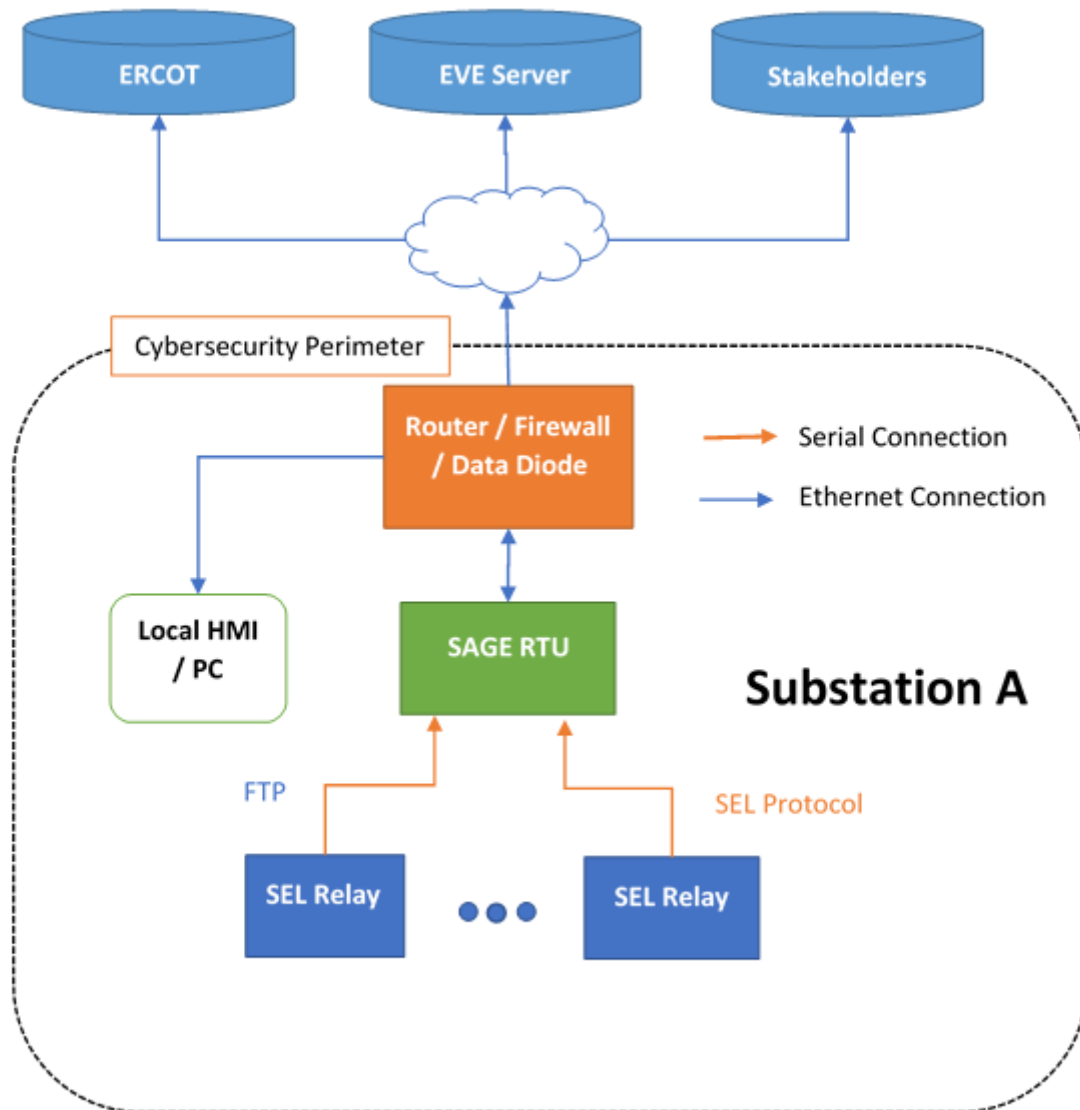 ERCOT
EVE Server
Stakeholders
Cybersecurity Perimeter
Router / Firewall
/ Data Diode
Serial Connection
Ethernet Connection
Local HMI
/ PC
SAGE RTU
Substation A
FTP
SEL Protocol
SEL Relay
SEL Relay